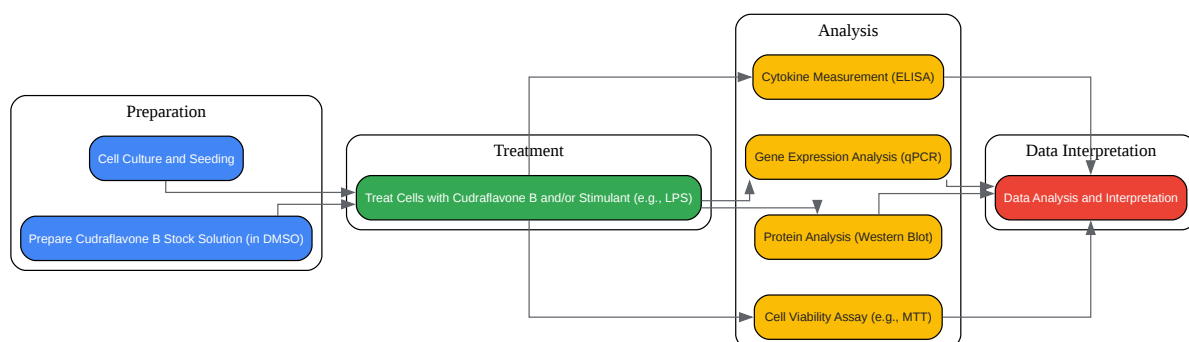 Preparation
Cell Culture and Seeding
Prepare Cudraflavone B Stock Solution (in DMSO)
Treatment
Treat Cells with Cudraflavone B and/or Stimulant (e.g., LPS)
Analysis
Cytokine Measurement (ELISA)
Gene Expression Analysis (qPCR)
Protein Analysis (Western Blot)
Cell Viability Assay (e.g., MTT)
Data Interpretation
Data Analysis and Interpretation